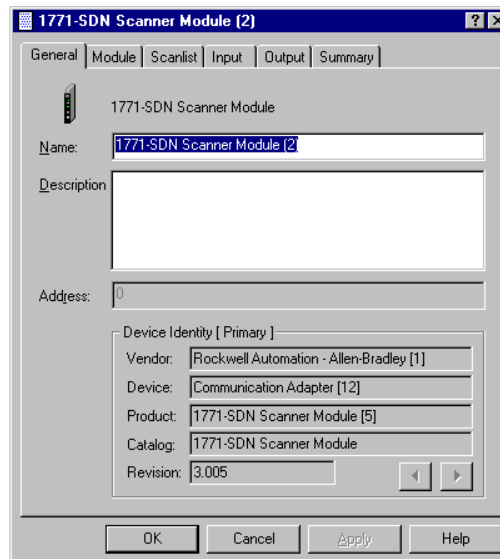 1771-SDN Scanner Module (2)
General Module Scanlist Input Output Summary
1771-SDN Scanner Module
Name: 1771-SDN Scanner Module (2)
Description
Address: 0
Device Identity [ Primary ]
Vendor: Rockwell Automation - Allen-Bradley [1]
Device: Communication Adapter [12]
Product: 1771-SDN Scanner Module [5]
Catalog: 1771-SDN Scanner Module
Revision: 3.005
OK Cancel Apply Help